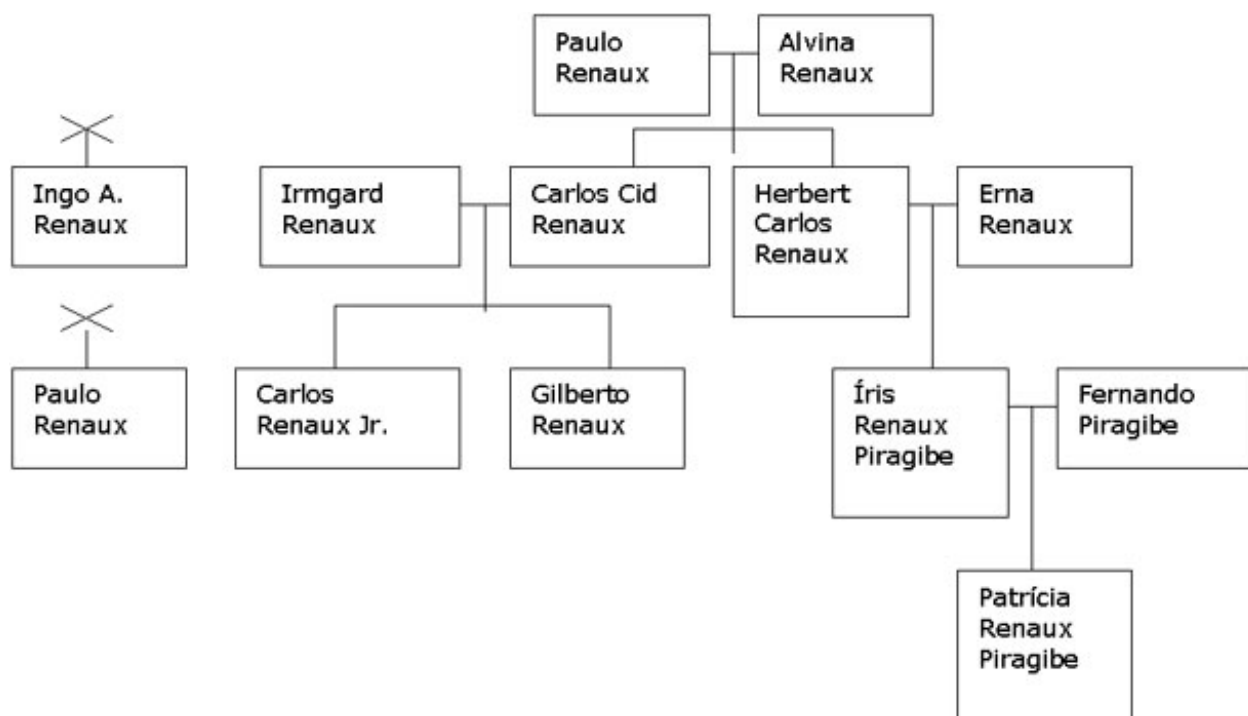 Paulo
Renaux
Alvina
Renaux
Ingo A.
Renaux
Irmgard
Renaux
Carlos Cid
Renaux
Herbert
Carlos
Renaux
Erna
Renaux
Paulo
Renaux
Carlos
Renaux Jr.
Gilberto
Renaux
Íris
Renaux
Piragibe
Fernando
Piragibe
Patrícia
Renaux
Piragibe